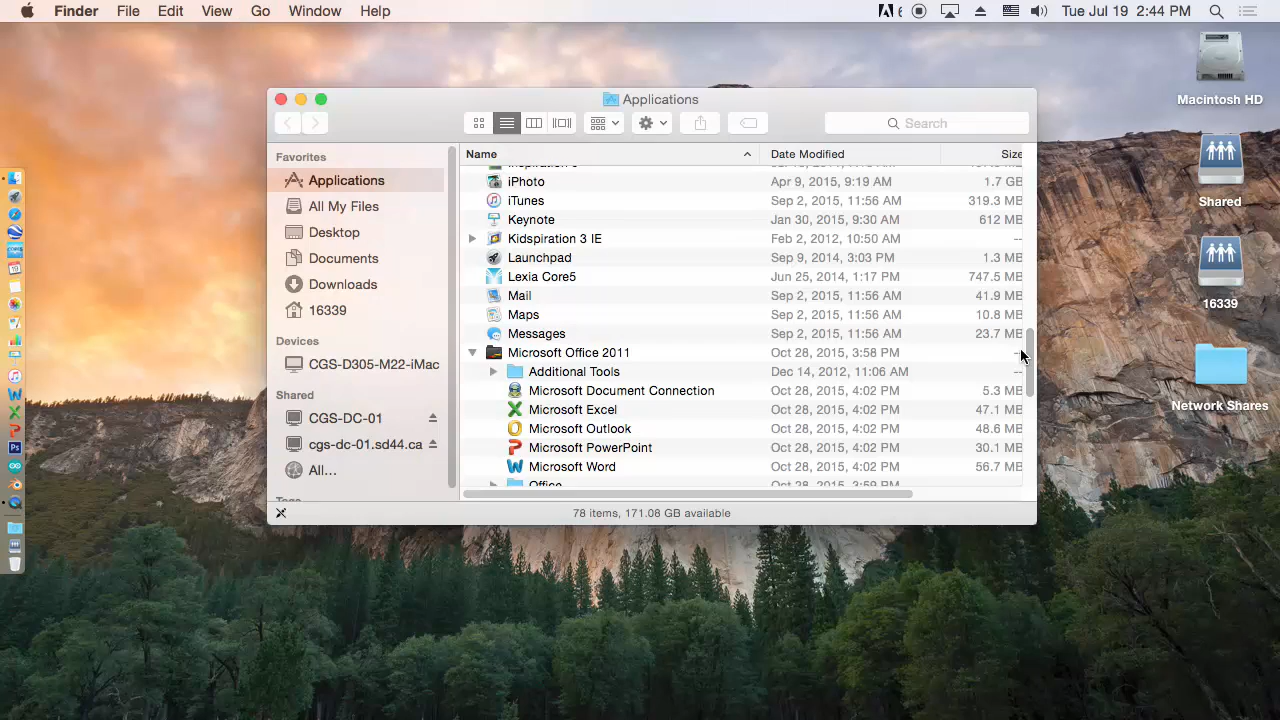 Finder File Edit View Go Window Help 6 Tue Jul 19 2:44 PM
Macintosh HD
Shared
16339
Network Shares
Applications
Search
Favorites
Applications
All My Files
Desktop
Documents
Downloads
16339
Devices
CGS-D305-M22-iMac
Shared
CGS-DC-01
cgs-dc-01.sd44.ca
All...
Name Date Modified Size
iPhoto Apr 9, 2015, 9:19 AM 1.7 GB
iTunes Sep 2, 2015, 11:56 AM 319.3 MB
Keynote Jan 30, 2015, 9:30 AM 612 MB
Kidspiration 3 IE Feb 2, 2012, 10:50 AM --
Launchpad Sep 9, 2014, 3:03 PM 1.3 MB
Lexia Core5 Jun 25, 2014, 1:17 PM 747.5 MB
Mail Sep 2, 2015, 11:56 AM 41.9 MB
Maps Sep 2, 2015, 11:56 AM 10.8 MB
Messages Sep 2, 2015, 11:56 AM 23.7 MB
Microsoft Office 2011 Oct 28, 2015, 3:58 PM --
Additional Tools Dec 14, 2012, 11:06 AM --
Microsoft Document Connection Oct 28, 2015, 4:02 PM 5.3 MB
Microsoft Excel Oct 28, 2015, 4:02 PM 47.1 MB
Microsoft Outlook Oct 28, 2015, 4:02 PM 48.6 MB
Microsoft PowerPoint Oct 28, 2015, 4:02 PM 30.1 MB
Microsoft Word Oct 28, 2015, 4:02 PM 56.7 MB
Office Oct 28, 2015, 3:59 PM --
78 items, 171.08 GB available